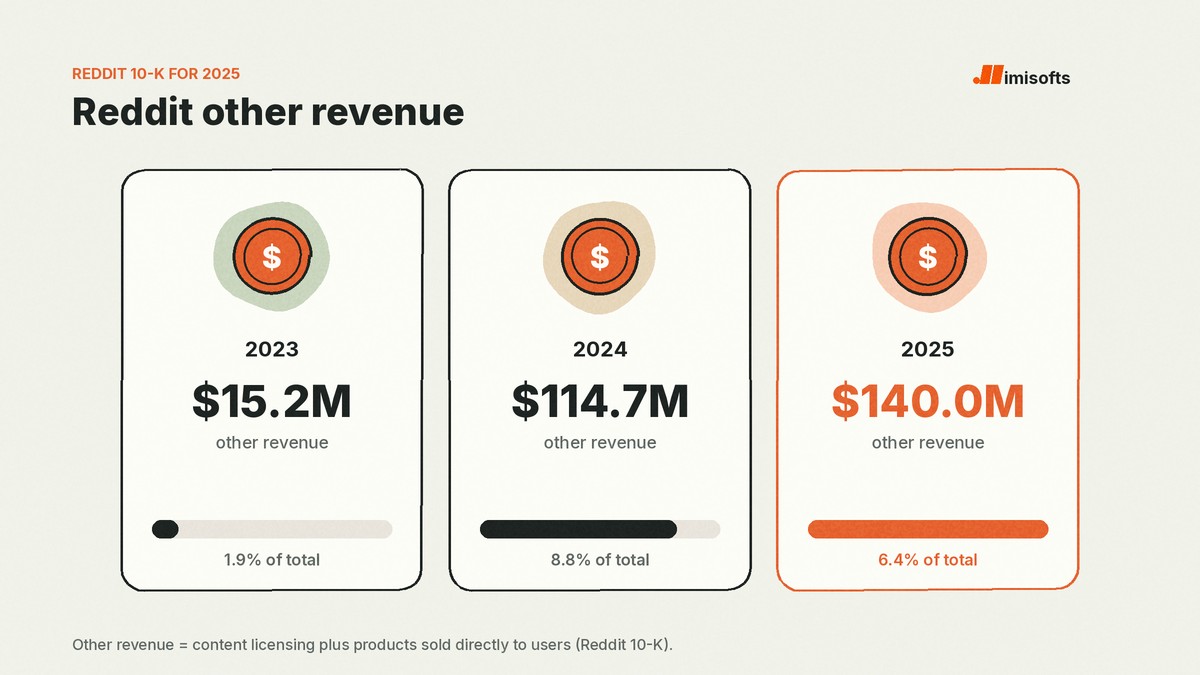 REDDIT 10-K FOR 2025
Reddit other revenue
imisofts
$
2023
$15.2M
other revenue
1.9% of total
$
2024
$114.7M
other revenue
8.8% of total
$
2025
$140.0M
other revenue
6.4% of total
Other revenue = content licensing plus products sold directly to users (Reddit 10-K).